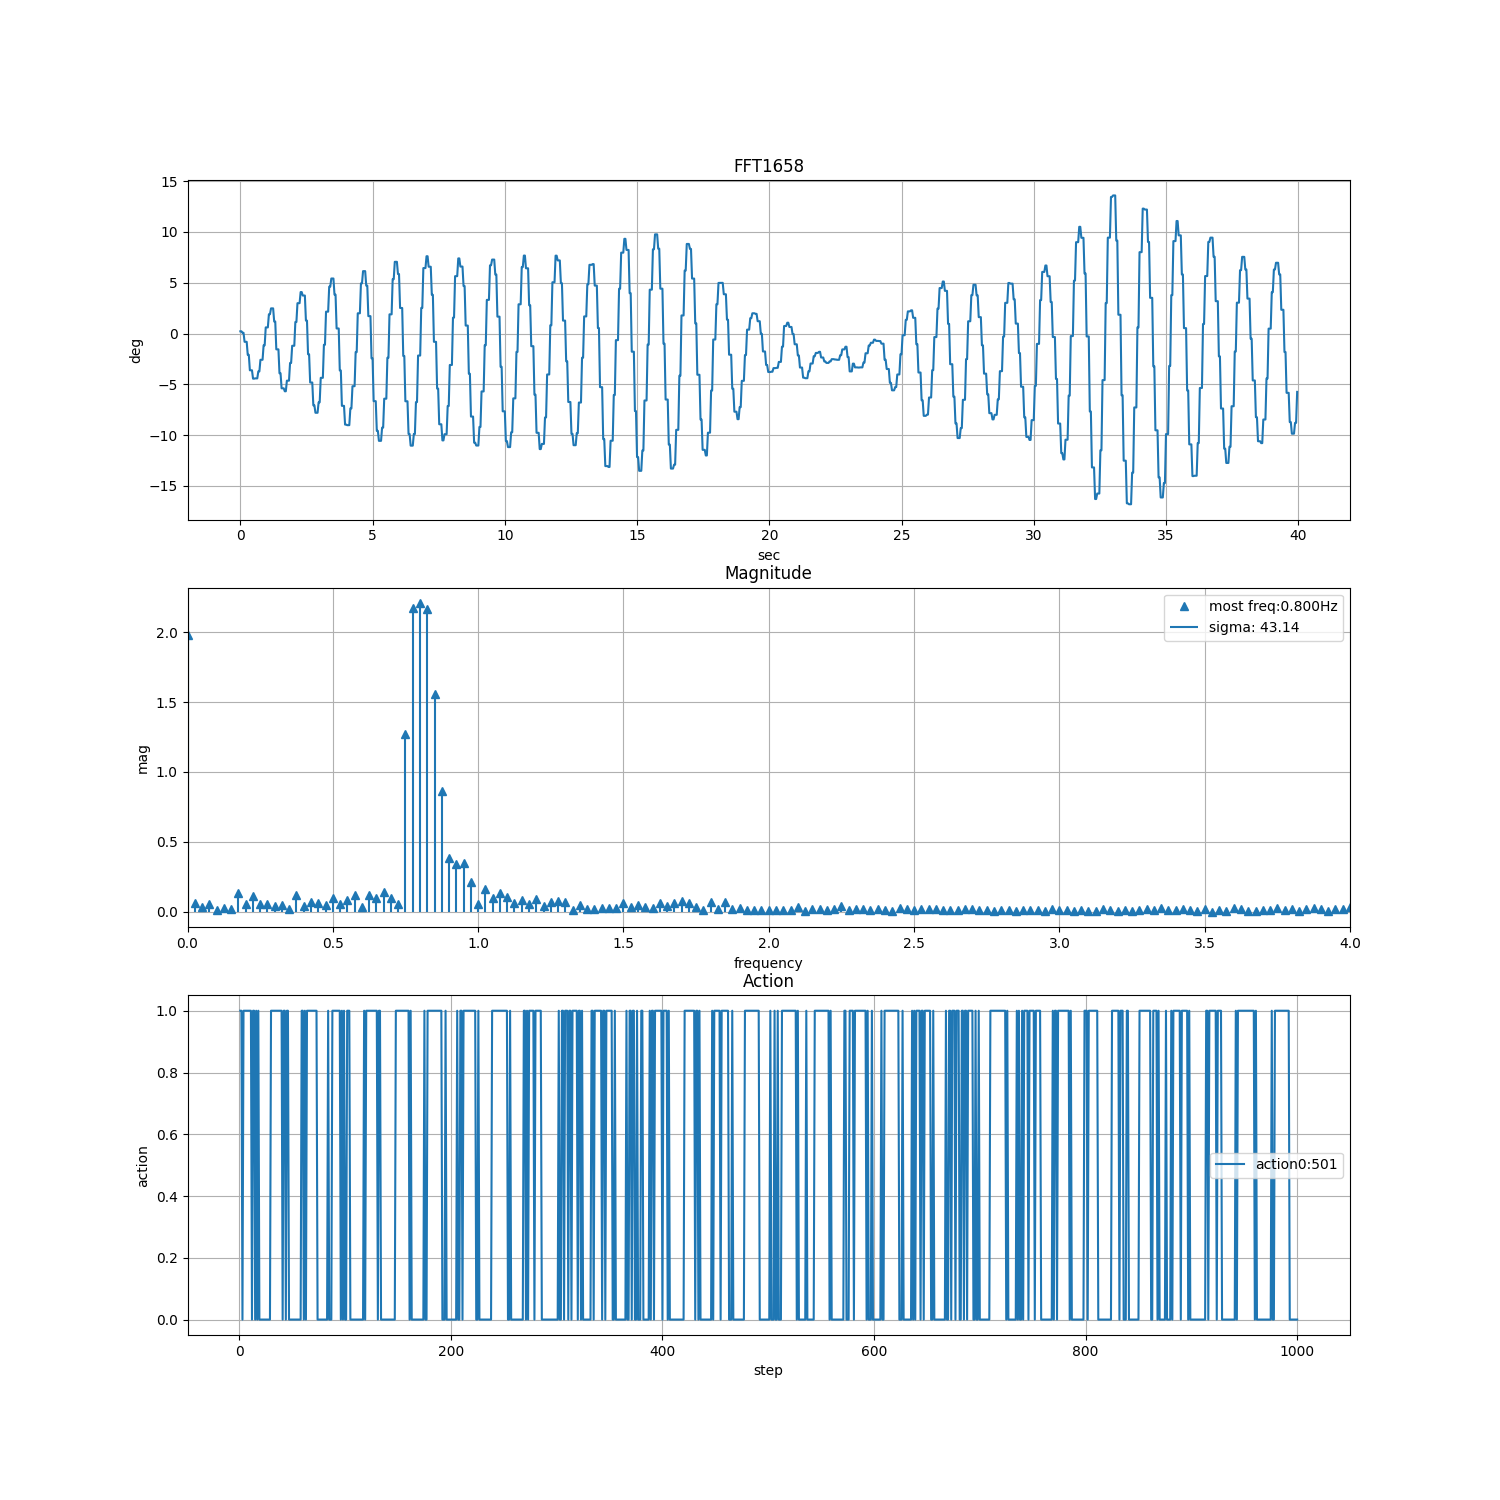 FFT1658
15
10
5
0
−5
−10
−15
deg
0 5 10 15 20 25 30 35 40
sec
Magnitude
most freq:0.800Hz
sigma: 43.14
2.0
1.5
1.0
0.5
0.0
mag
0.0 0.5 1.0 1.5 2.0 2.5 3.0 3.5 4.0
frequency
Action
1.0
0.8
0.6
0.4
0.2
0.0
action
action0:501
0 200 400 600 800 1000
step